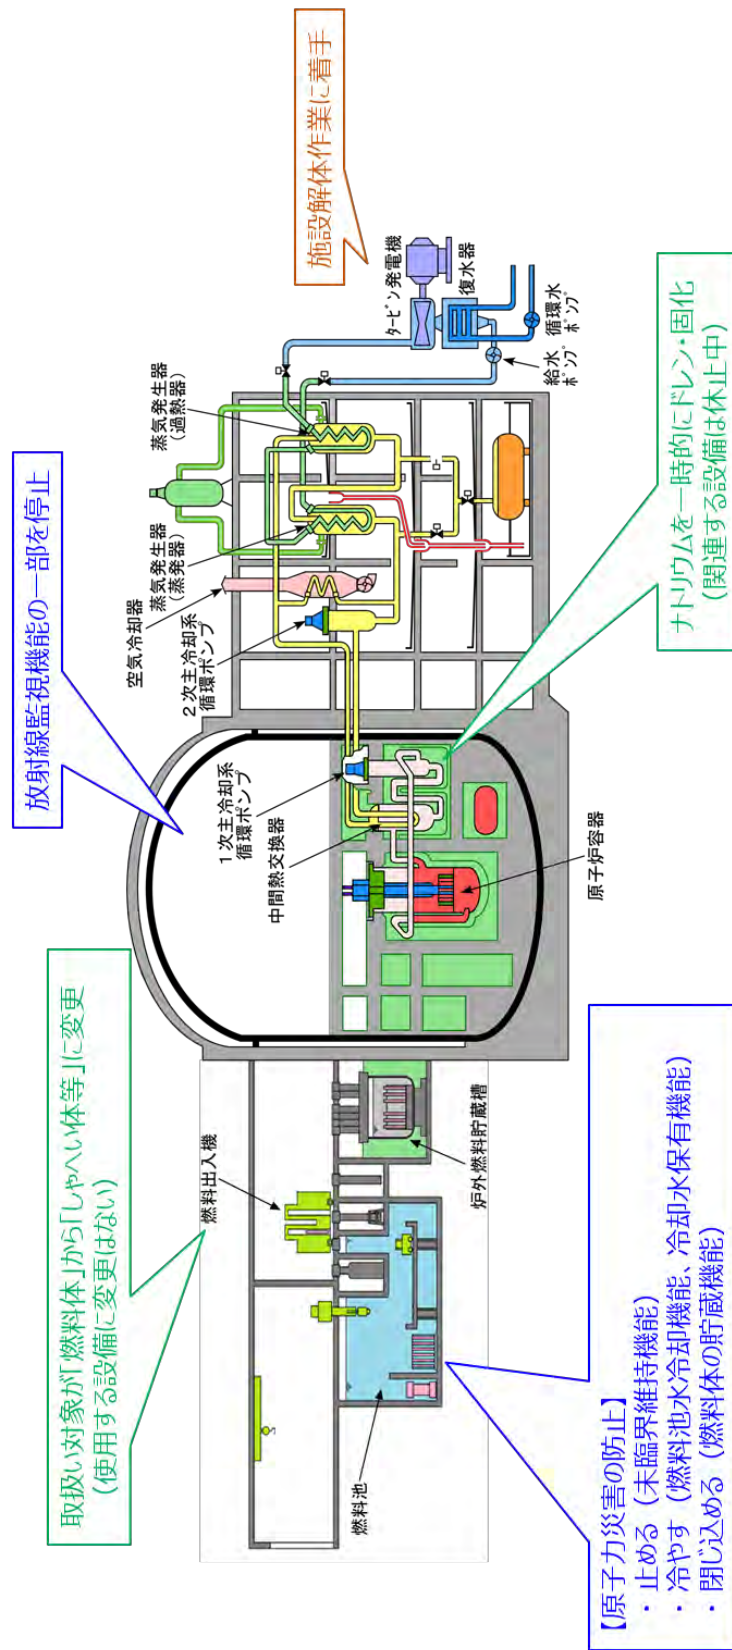 取扱い対象が「燃料体」から「しゃへい体等」に変更
(使用する設備に変更はない)
放射線監視機能の一部を停止
施設解体作業に着手
燃料出入機
空気冷却器
2次主冷却系
循環ポンプ
蒸気発生器
(蒸発器)
蒸気発生器
(過熱器)
タービン発電機
復水器
循環水
ポンプ
給水
ポンプ
1次主冷却系
循環ポンプ
中間熱交換器
原子炉容器
炉外燃料貯蔵槽
燃料池
【原子力災害の防止】
・ 止める (未臨界維持機能)
・ 冷やす (燃料池水冷却機能、冷却水保有機能)
・ 閉じ込める (燃料体の貯蔵機能)
ナトリウムを一時的にドレン・固化
(関連する設備は休止中)